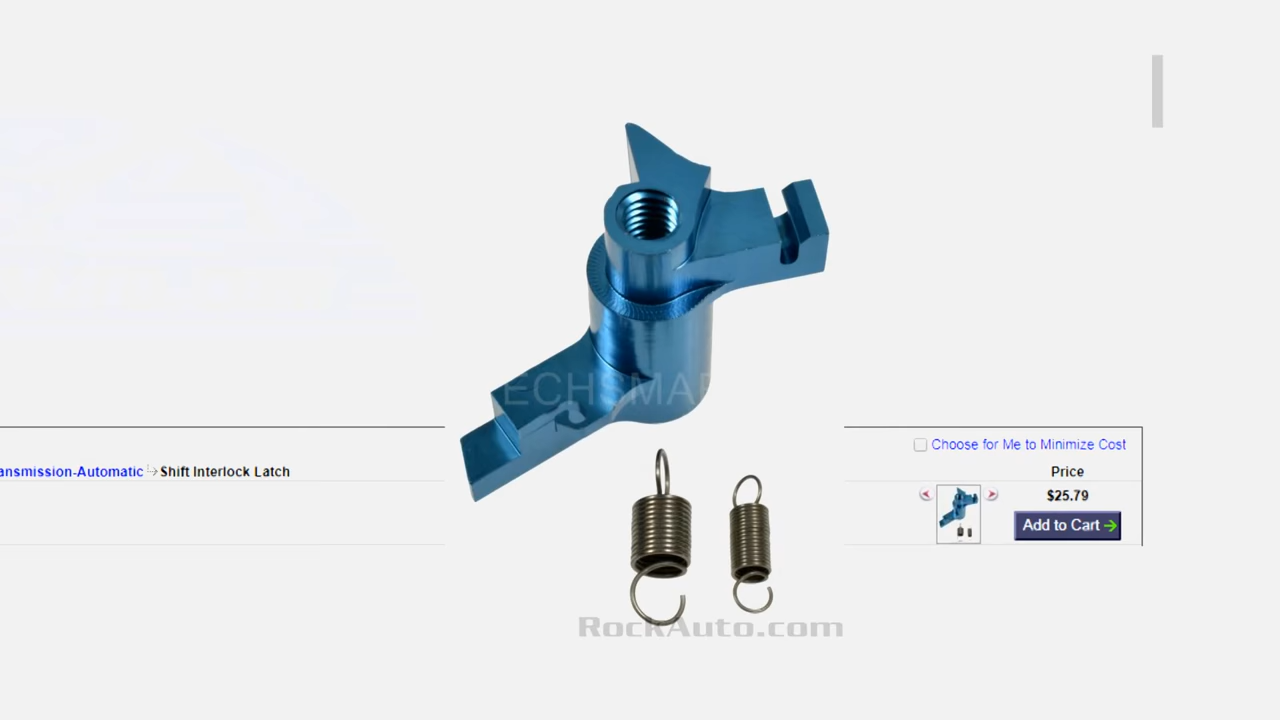 ECHSMAR
Choose for Me to Minimize Cost
ansmission-Automatic Shift Interlock Latch
Price
$25.79
Add to Cart
RockAuto.com